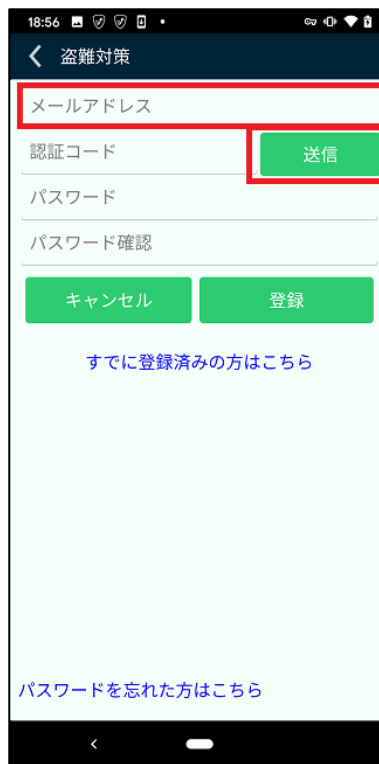 18:56
盗難対策
メールアドレス
認証コード
送信
パスワード
パスワード確認
キャンセル
登録
すでに登録済みの方はこちら
パスワードを忘れた方はこちら